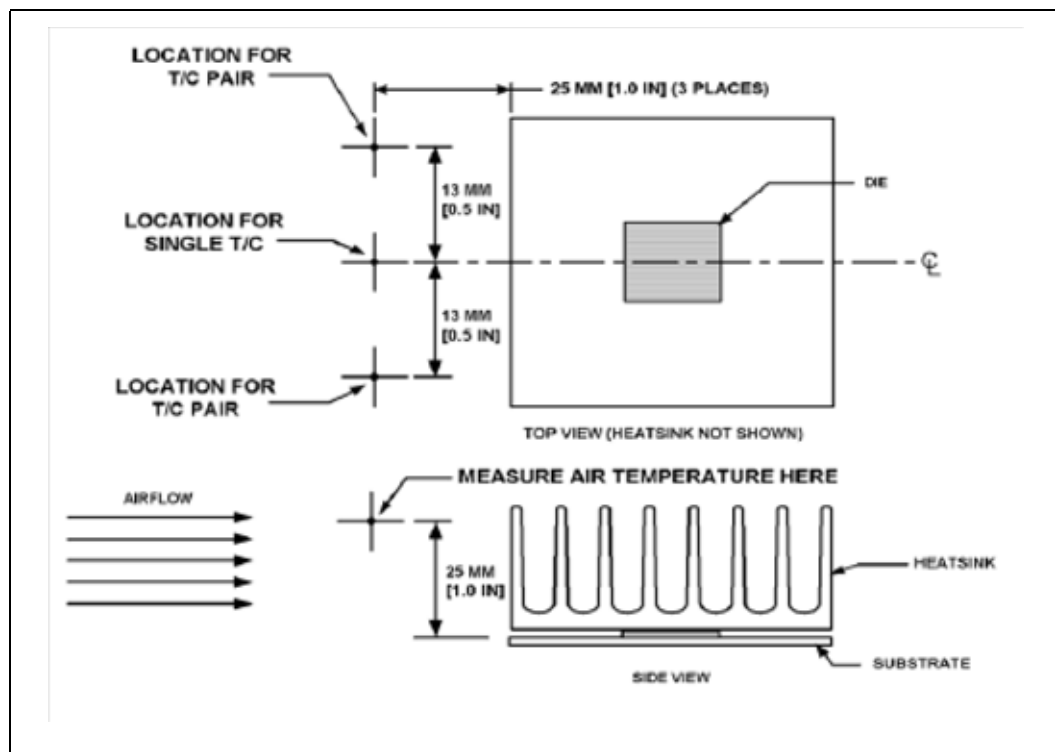 LOCATION FOR
T/C PAIR
25 MM [1.0 IN] (3 PLACES)
13 MM
[0.5 IN]
DIE
LOCATION FOR
SINGLE T/C
℄
13 MM
[0.5 IN]
LOCATION FOR
T/C PAIR
TOP VIEW (HEATSINK NOT SHOWN)
MEASURE AIR TEMPERATURE HERE
AIRFLOW
25 MM
[1.0 IN]
HEATSINK
SUBSTRATE
SIDE VIEW